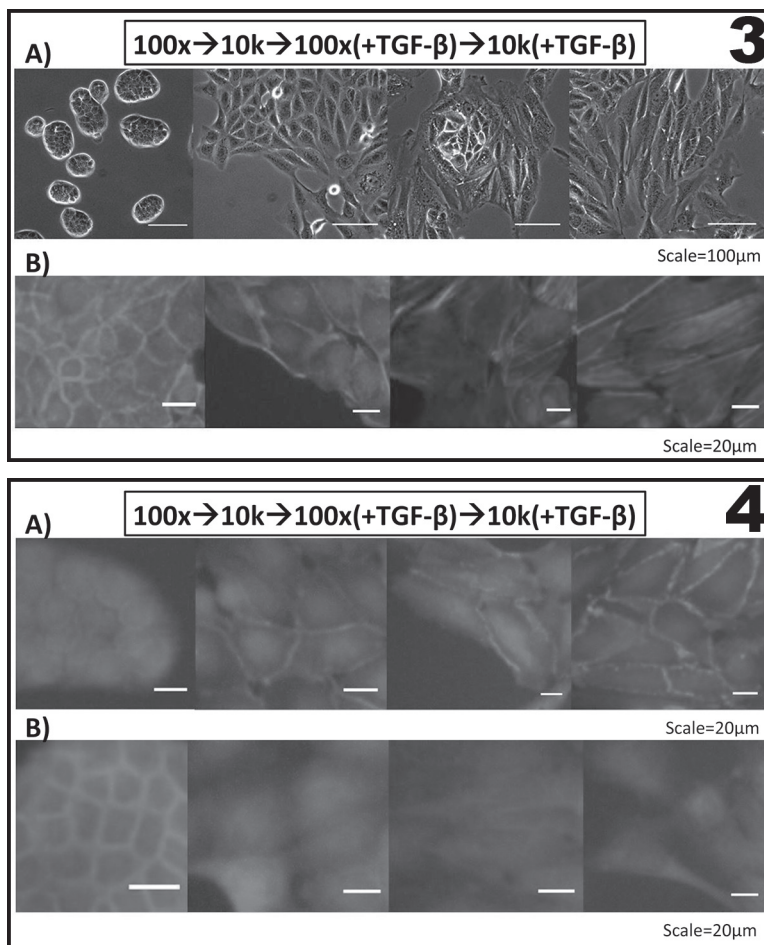 3
100x→10k→100x(+TGF-β)→10k(+TGF-β)
A)
Scale=100μm
B)
Scale=20μm
4
100x→10k→100x(+TGF-β)→10k(+TGF-β)
A)
Scale=20μm
B)
Scale=20μm